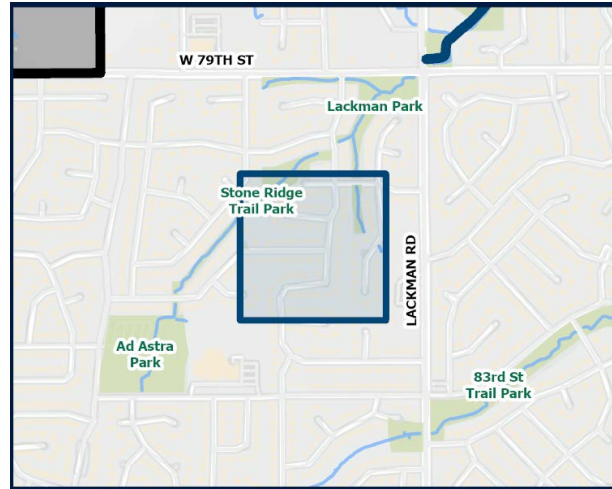 W 79TH ST
Lackman Park
Stone Ridge
Trail Park
LACKMAN RD
Ad Astra
Park
83rd St
Trail Park